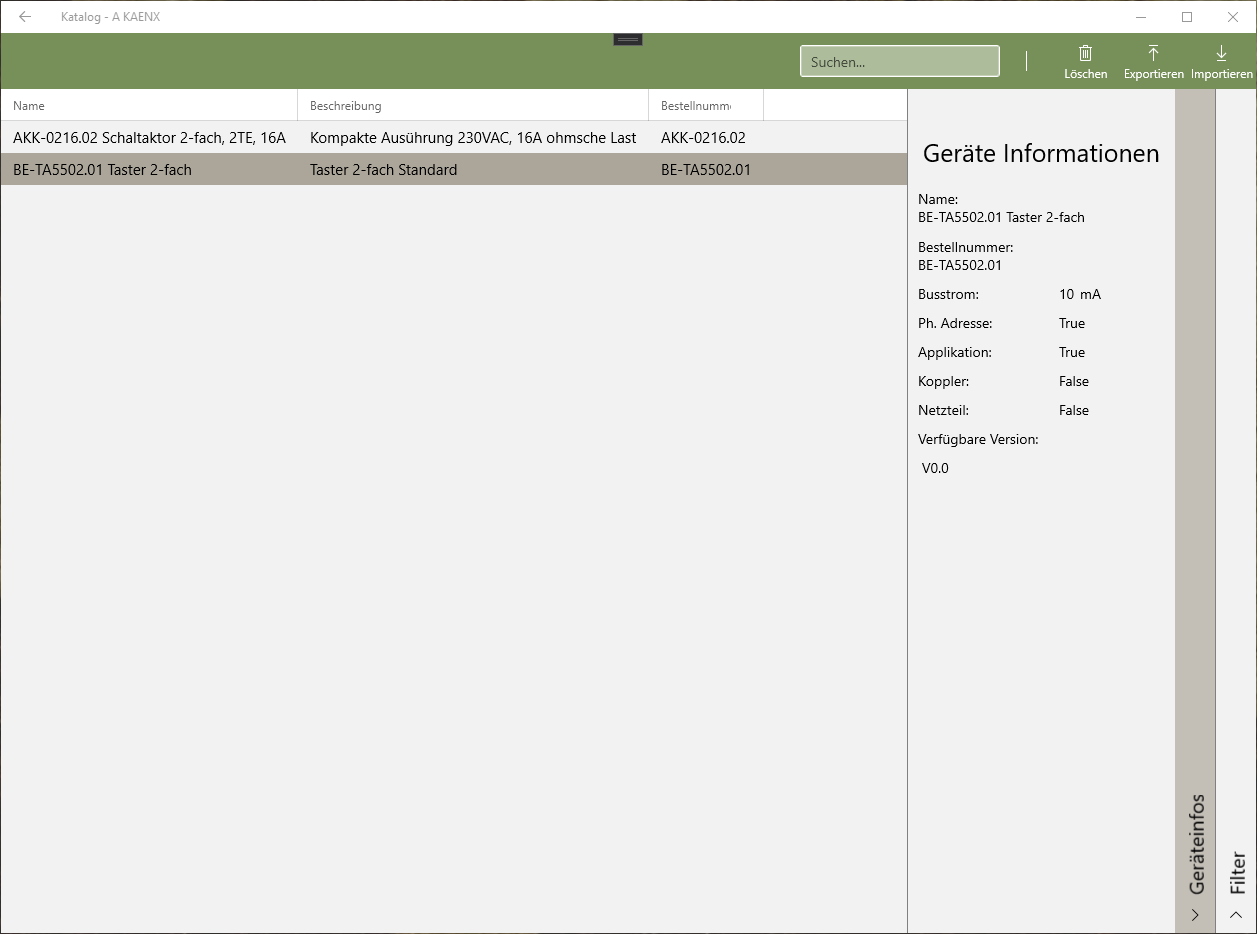 Katalog - A KAENX
Suchen...
Löschen
Exportieren
Importieren
Name
Beschreibung
Bestellnumm
AKK-0216.02 Schaltaktor 2-fach, 2TE, 16A
Kompakte Ausührung 230VAC, 16A ohmsche Last
AKK-0216.02
BE-TA5502.01 Taster 2-fach
Taster 2-fach Standard
BE-TA5502.01
Geräte Informationen
Name:
BE-TA5502.01 Taster 2-fach
Bestellnummer:
BE-TA5502.01
Busstrom: 10 mA
Ph. Adresse: True
Applikation: True
Koppler: False
Netzteil: False
Verfügbare Version:
V0.0
Geräteinfos
Filter